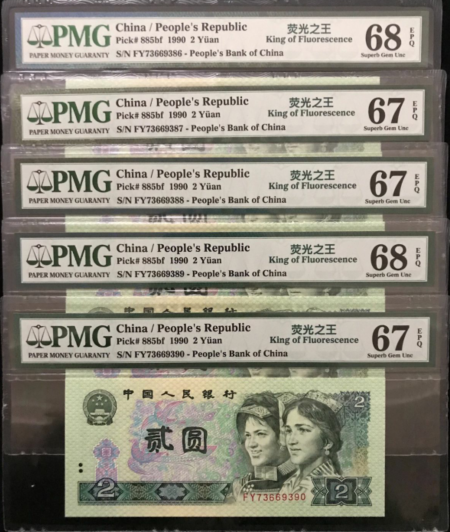 PMG
PAPER MONEY GUARANTY
China / People's Republic
Pick# 885bf 1990 2 Yüan
S/N FY73669386 - People's Bank of China
荧光之王
King of Fluorescence
68 EPQ
Superb Gem Unc
PMG
PAPER MONEY GUARANTY
China / People's Republic
Pick# 885bf 1990 2 Yüan
S/N FY73669387 - People's Bank of China
荧光之王
King of Fluorescence
67 EPQ
Superb Gem Unc
PMG
PAPER MONEY GUARANTY
China / People's Republic
Pick# 885bf 1990 2 Yüan
S/N FY73669388 - People's Bank of China
荧光之王
King of Fluorescence
67 EPQ
Superb Gem Unc
PMG
PAPER MONEY GUARANTY
China / People's Republic
Pick# 885bf 1990 2 Yüan
S/N FY73669389 - People's Bank of China
荧光之王
King of Fluorescence
68 EPQ
Superb Gem Unc
PMG
PAPER MONEY GUARANTY
China / People's Republic
Pick# 885bf 1990 2 Yüan
S/N FY73669390 - People's Bank of China
荧光之王
King of Fluorescence
67 EPQ
Superb Gem Unc
中国人民银行
2
贰圆
FY73669390
2
2